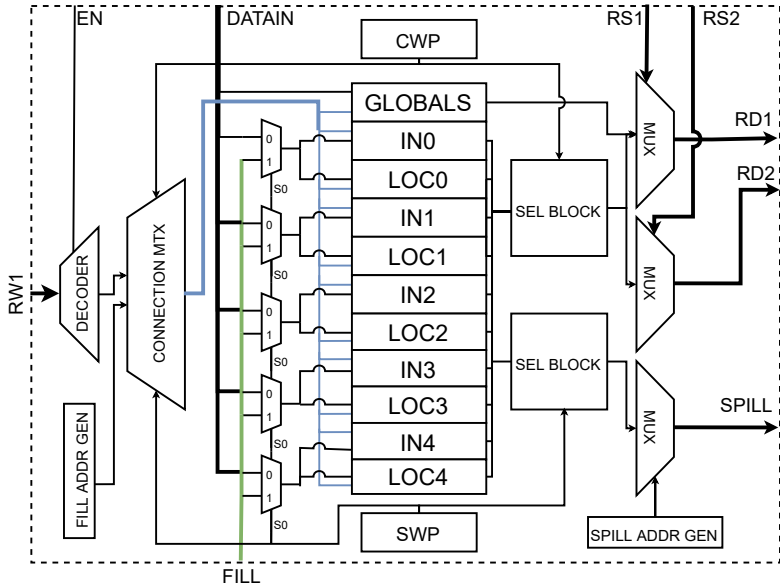 EN
DATAIN
RS1
RS2
CWP
GLOBALS
MUX
RD1
0
1
IN0
RD2
LOC0
S0
SEL BLOCK
CONNECTION MTX
0
1
IN1
DECODER
LOC1
MUX
S0
RW1
0
1
IN2
LOC2
S0
SEL BLOCK
IN3
0
1
LOC3
MUX
SPILL
FILL ADDR GEN
S0
IN4
0
1
LOC4
S0
SWP
SPILL ADDR GEN
FILL